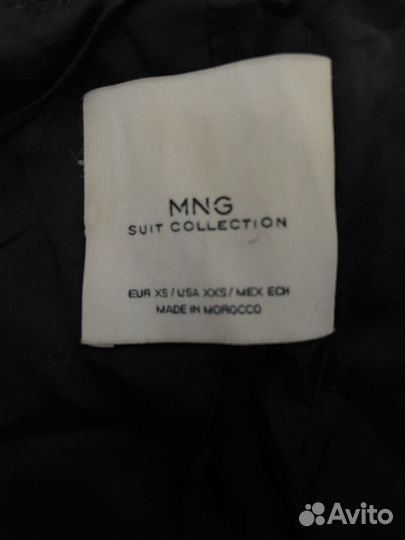 MNG
SUIT COLLECTION
EUR XS / USA XXS / MEX ECH
MADE IN MOROCCO
Avito